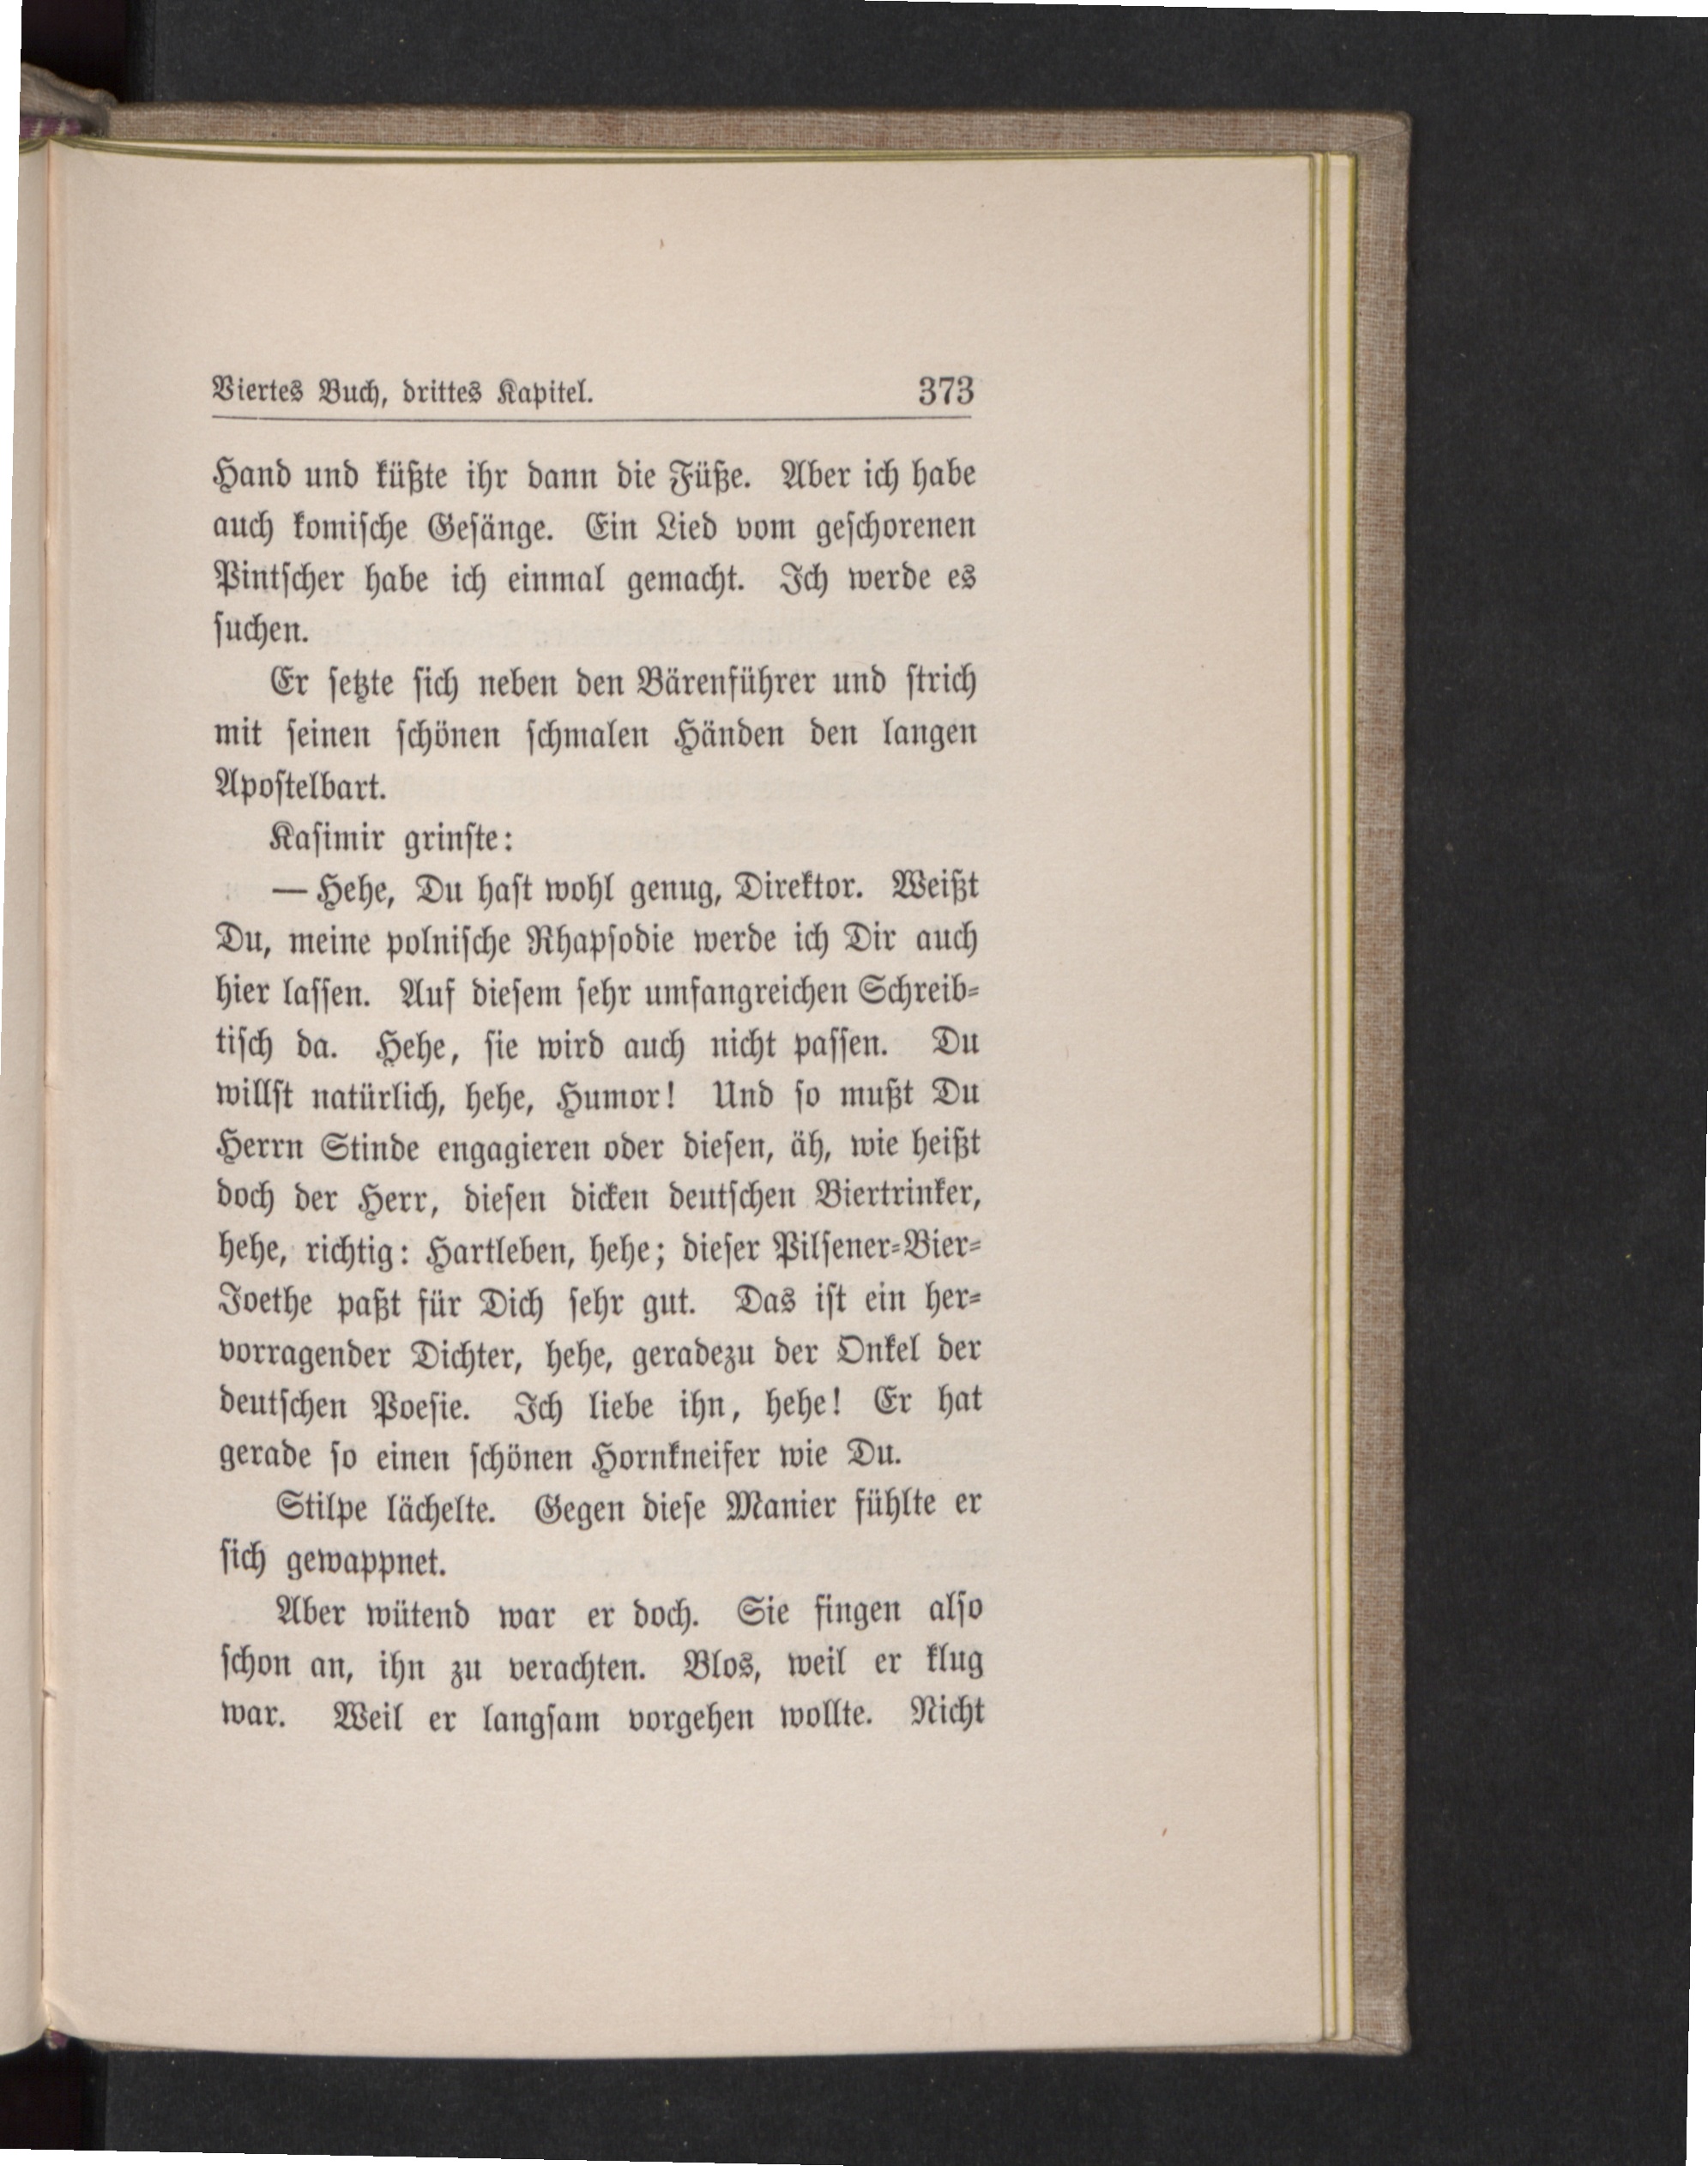 Viertes Buch, drittes Kapitel. 373
Hand und küßte ihr dann die Füße. Aber ich habe
auch komische Gesänge. Ein Lied vom geschorenen
Pintscher habe ich einmal gemacht. Ich werde es
suchen.
Er setzte sich neben den Bärenführer und strich
mit seinen schönen schmalen Händen den langen
Apostelbart.
Kasimir grinste:
— Hehe, Du hast wohl genug, Direktor. Weißt
Du, meine polnische Rhapsodie werde ich Dir auch
hier lassen. Auf diesem sehr umfangreichen Schreib-
tisch da. Hehe, sie wird auch nicht passen. Du
willst natürlich, hehe, Humor! Und so mußt Du
Herrn Stinde engagieren oder diesen, äh, wie heißt
doch der Herr, diesen dicken deutschen Biertrinker,
hehe, richtig: Hartleben, hehe; dieser Pilsener-Bier-
Joethe paßt für Dich sehr gut. Das ist ein her-
vorragender Dichter, hehe, geradezu der Onkel der
deutschen Poesie. Ich liebe ihn, hehe! Er hat
gerade so einen schönen Hornkneifer wie Du.
Stilpe lächelte. Gegen diese Manier fühlte er
sich gewappnet.
Aber wütend war er doch. Sie fingen also
schon an, ihn zu verachten. Blos, weil er klug
war. Weil er langsam vorgehen wollte. Nicht